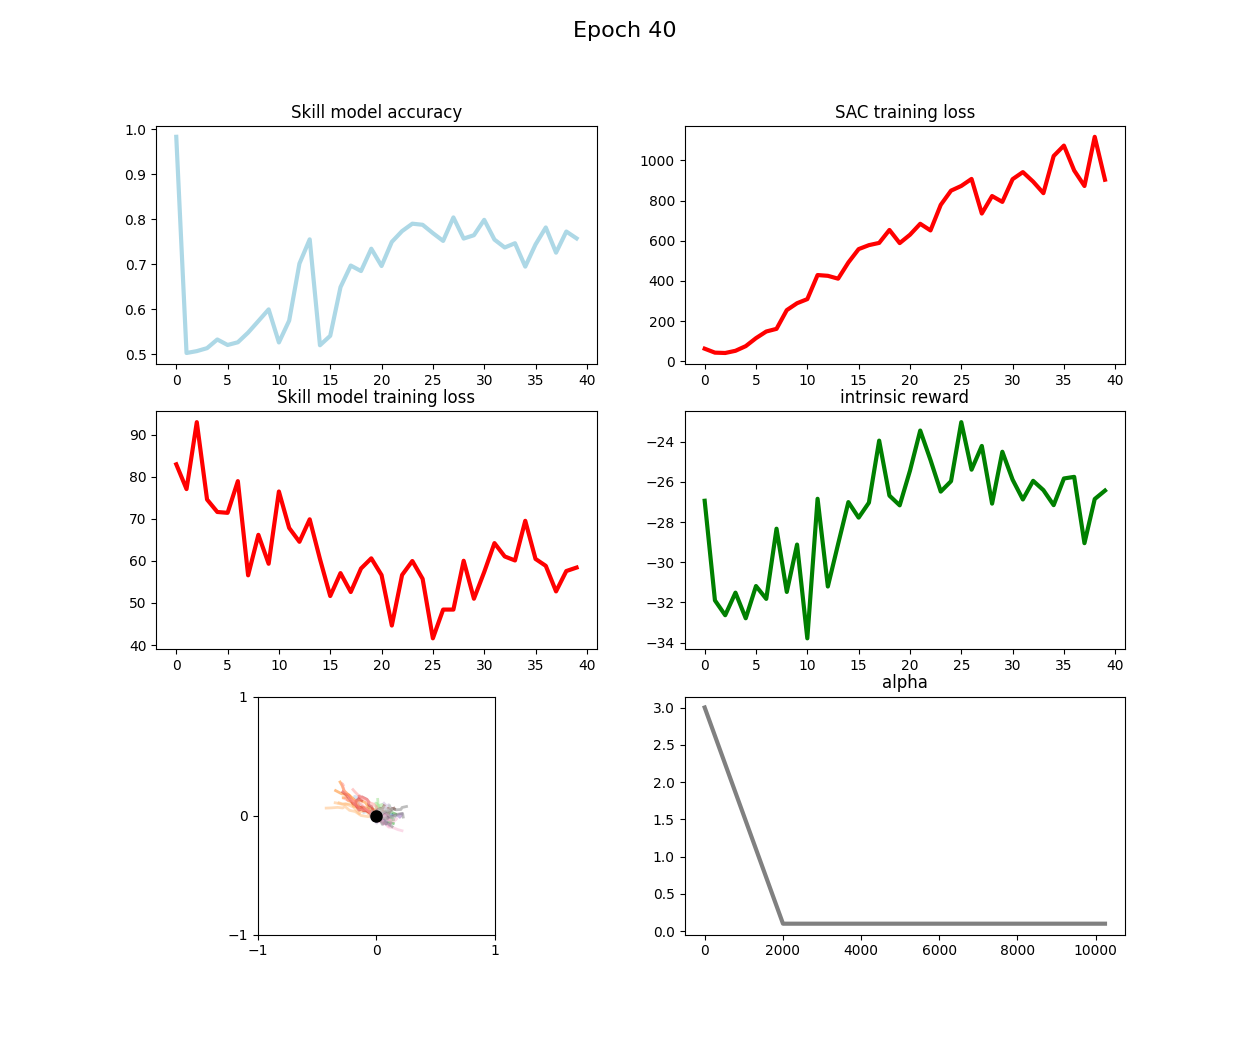 Epoch 40
Skill model accuracy
1.0
0.9
0.8
0.7
0.6
0.5
0 5 10 15 20 25 30 35 40
SAC training loss
1000
800
600
400
200
0
0 5 10 15 20 25 30 35 40
Skill model training loss
90
80
70
60
50
40
0 5 10 15 20 25 30 35 40
intrinsic reward
−24
−26
−28
−30
−32
−34
0 5 10 15 20 25 30 35 40
1
0
−1
−1 0 1
alpha
3.0
2.5
2.0
1.5
1.0
0.5
0.0
0 2000 4000 6000 8000 10000